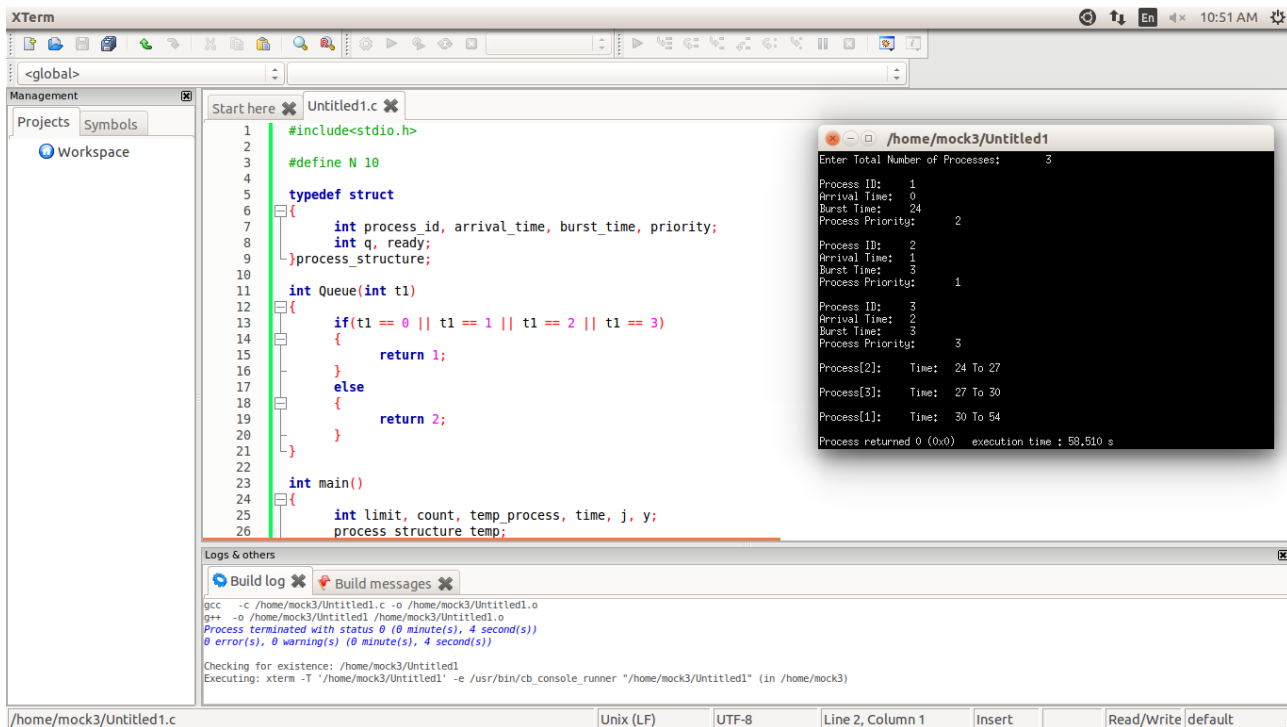 XTerm
En
10:51 AM
<global>
Management
Projects Symbols
Workspace
Start here Untitled1.c
1 #include<stdio.h>
2
3 #define N 10
4
5 typedef struct
6 {
7 int process_id, arrival_time, burst_time, priority;
8 int q, ready;
9 }process_structure;
10
11 int Queue(int t1)
12 {
13 if(t1 == 0 || t1 == 1 || t1 == 2 || t1 == 3)
14 {
15 return 1;
16 }
17 else
18 {
19 return 2;
20 }
21 }
22
23 int main()
24 {
25 int limit, count, temp_process, time, j, y;
26 process_structure temp;
/home/mock3/Untitled1
Enter Total Number of Processes: 3
Process ID: 1
Arrival Time: 0
Burst Time: 24
Process Priority: 2
Process ID: 2
Arrival Time: 1
Burst Time: 3
Process Priority: 1
Process ID: 3
Arrival Time: 2
Burst Time: 3
Process Priority: 3
Process[2]: Time: 24 To 27
Process[3]: Time: 27 To 30
Process[1]: Time: 30 To 54
Process returned 0 (0x0) execution time : 58.510 s
Logs & others
Build log Build messages
gcc -c /home/mock3/Untitled1.c -o /home/mock3/Untitled1.o
g++ -o /home/mock3/Untitled1 /home/mock3/Untitled1.o
Process terminated with status 0 (0 minute(s), 4 second(s))
0 error(s), 0 warning(s) (0 minute(s), 4 second(s))
Checking for existence: /home/mock3/Untitled1
Executing: xterm -T '/home/mock3/Untitled1' -e /usr/bin/cb_console_runner "/home/mock3/Untitled1" (in /home/mock3)
/home/mock3/Untitled1.c Unix (LF) UTF-8 Line 2, Column 1 Insert Read/Write default